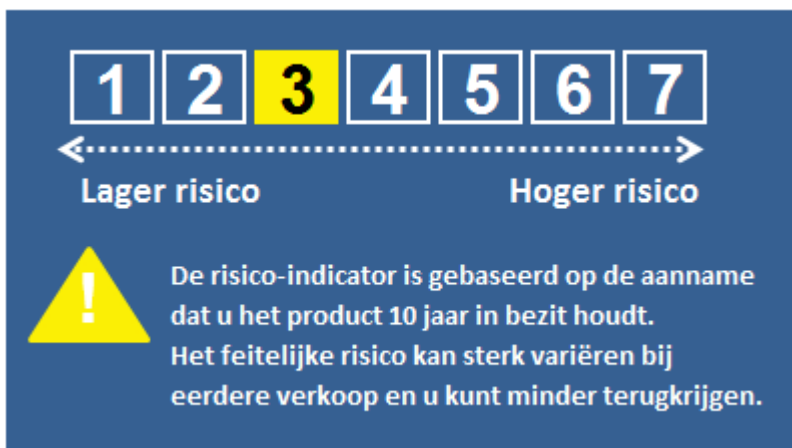 1 2 3 4 5 6 7
Lager risico Hoger risico
! De risico-indicator is gebaseerd op de aanname
dat u het product 10 jaar in bezit houdt.
Het feitelijke risico kan sterk variëren bij
eerdere verkoop en u kunt minder terugkrijgen.